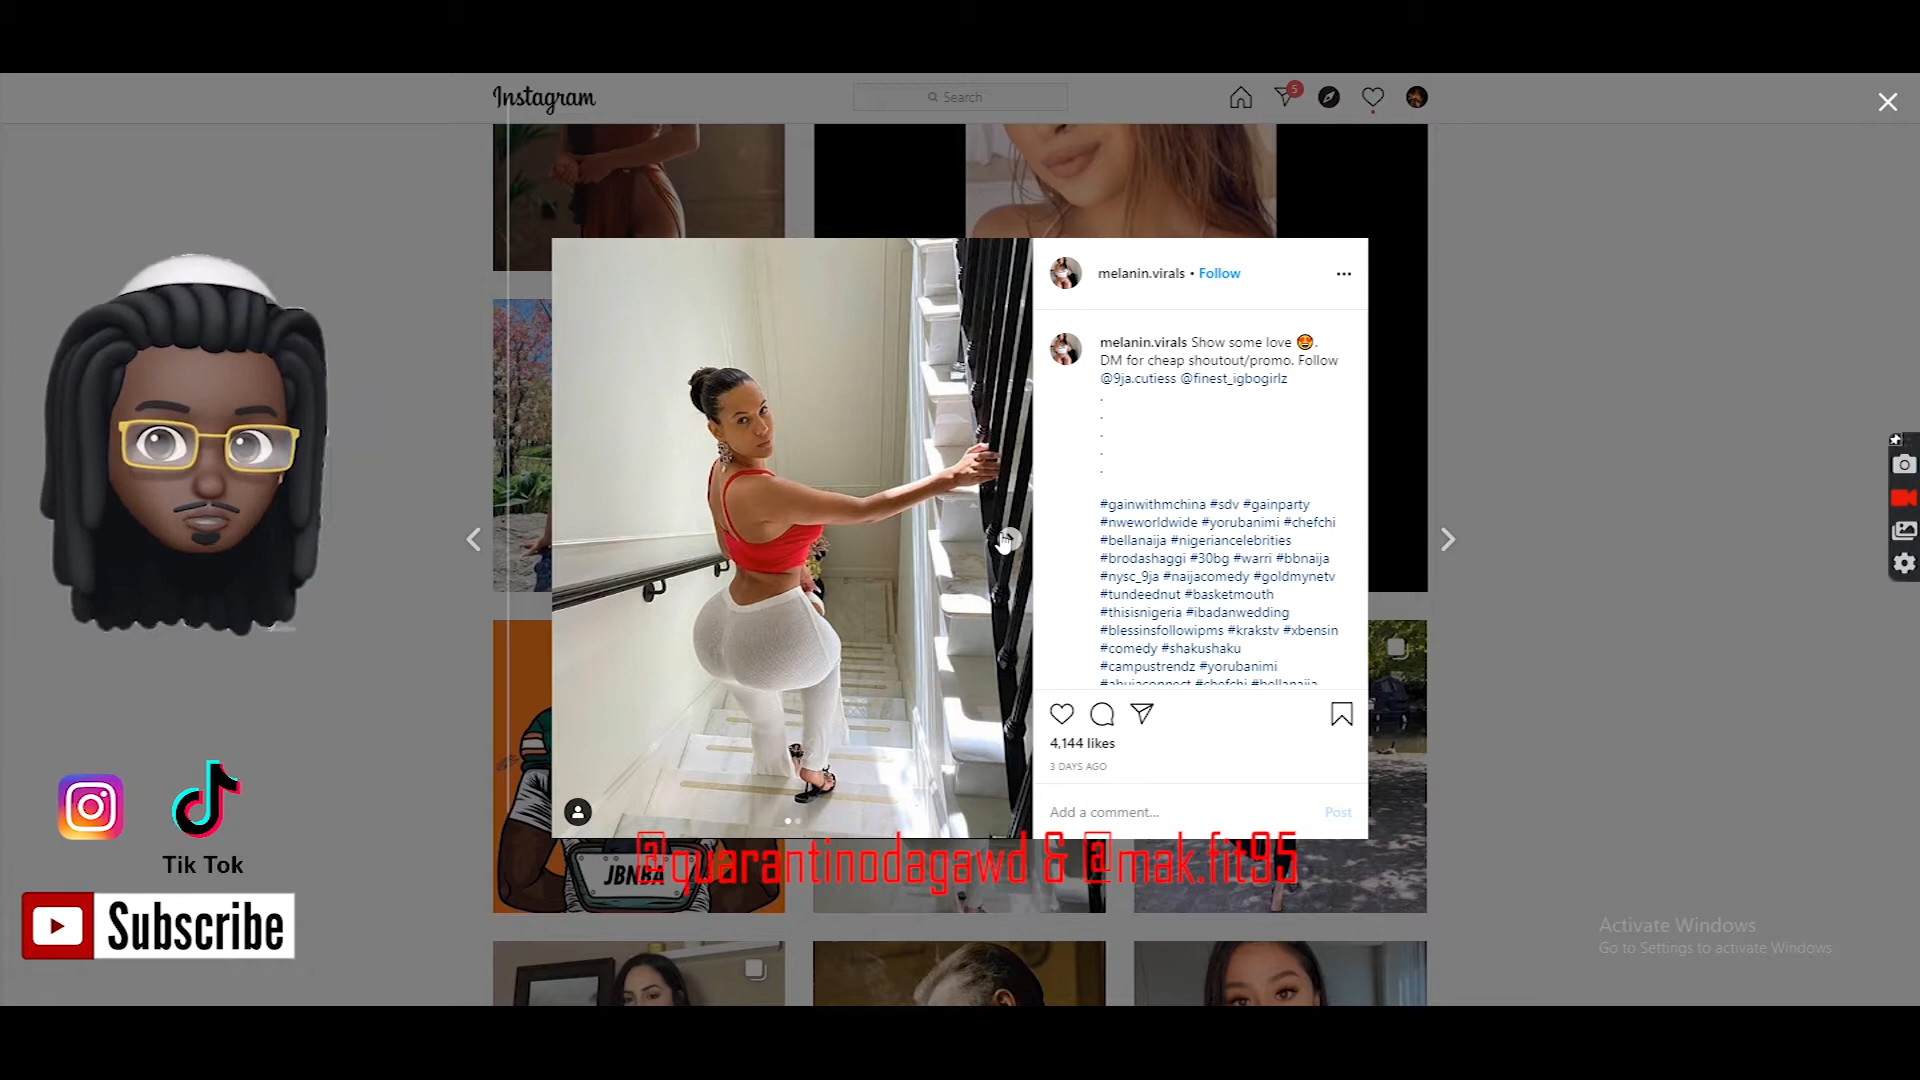 Instagram
Search
5
melanin.virals • Follow
melanin.virals Show some love 🤩.
DM for cheap shoutout/promo. Follow
@9ja.cutiess @finest_igbogirlz
.
.
.
.
.
#gainwithmchina #sdv #gainparty
#nweworldwide #yorubanimi #chefchi
#bellanaija #nigeriancelebrities
#brodashaggi #30bg #warri #bbnaija
#nysc_9ja #naijacomedy #goldmynetv
#tundeednut #basketmouth
#thisisnigeria #ibadanwedding
#blessinsfollowipms #krakstv #xbensin
#comedy #shakushaku
#campustrendz #yorubanimi
#abujaconnect #chefchi #bellanaija
4,144 likes
3 DAYS AGO
Add a comment...
Post
@quarantinodagawd & @mak.fit95
JBNBA
Tik Tok
Subscribe
Activate Windows
Go to Settings to activate Windows